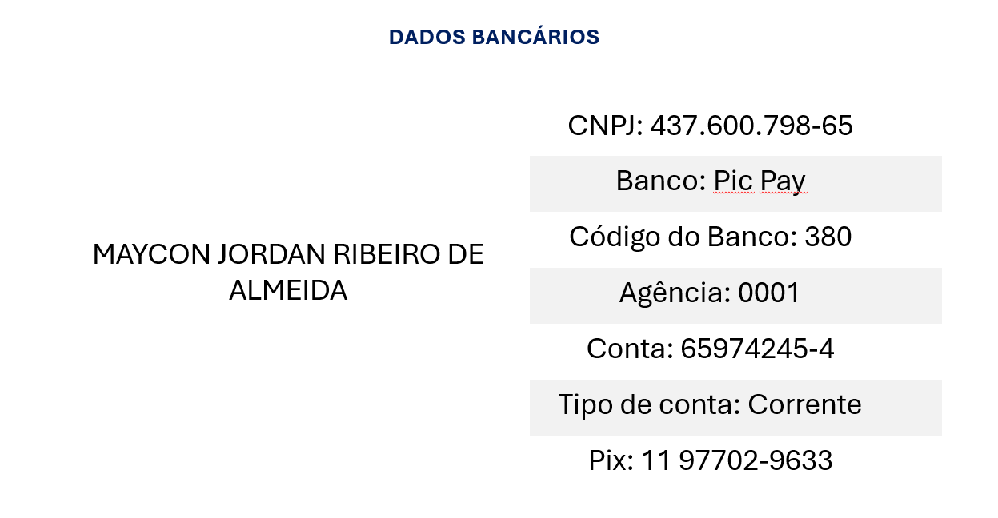 DADOS BANCÁRIOS
MAYCON JORDAN RIBEIRO DE
ALMEIDA
CNPJ: 437.600.798-65
Banco: Pic Pay
Código do Banco: 380
Agência: 0001
Conta: 65974245-4
Tipo de conta: Corrente
Pix: 11 97702-9633